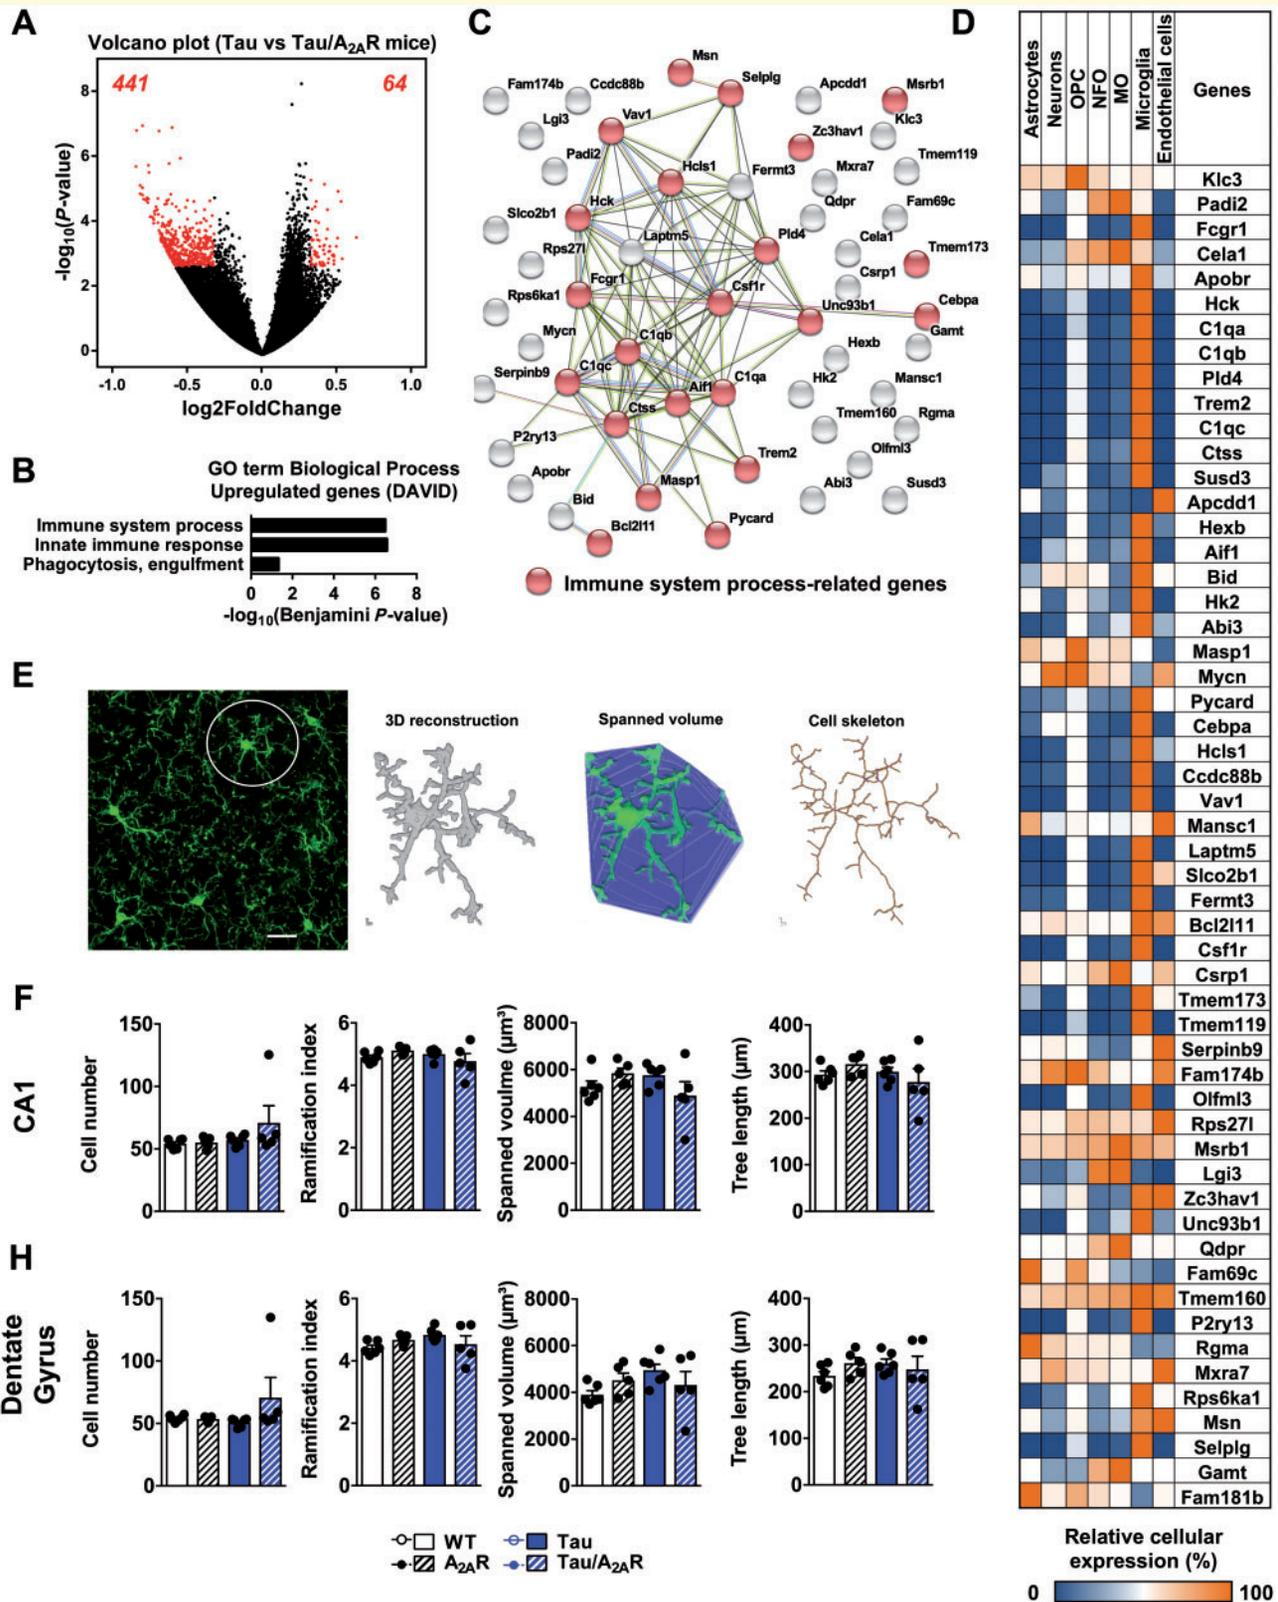 A
Volcano plot (Tau vs Tau/A2AR mice)
441
64
-log10(P-value)
8
6
4
2
0
-1.0 -0.5 0.0 0.5 1.0
log2FoldChange
B
GO term Biological Process
Upregulated genes (DAVID)
Immune system process
Innate immune response
Phagocytosis, engulfment
0 2 4 6 8
-log10(Benjamini P-value)
C
Msn
Fam174b
Ccdc88b
Selplg
Apcdd1
Msrb1
Lgi3
Vav1
Klc3
Zc3hav1
Padi2
Hcls1
Fermt3
Mxra7
Tmem119
Hck
Qdpr
Slco2b1
Fam69c
Laptm5
Pld4
Cela1
Rps27l
Tmem173
Fcgr1
Csf1r
Csrp1
Rps6ka1
Unc93b1
Cebpa
Mycn
C1qb
Gamt
Hexb
Serpinb9
C1qc
Aif1
C1qa
Hk2
Mansc1
Ctss
Tmem160
Rgma
P2ry13
Olfml3
Trem2
Apobr
Masp1
Abi3
Susd3
Bid
Bcl2l11
Pycard
Immune system process-related genes
D
Astrocytes
Neurons
OPC
NFO
MO
Microglia
Endothelial cells
Genes
Klc3
Padi2
Fcgr1
Cela1
Apobr
Hck
C1qa
C1qb
Pld4
Trem2
C1qc
Ctss
Susd3
Apcdd1
Hexb
Aif1
Bid
Hk2
Abi3
Masp1
Mycn
Pycard
Cebpa
Hcls1
Ccdc88b
Vav1
Mansc1
Laptm5
Slco2b1
Fermt3
Bcl2l11
Csf1r
Csrp1
Tmem173
Tmem119
Serpinb9
Fam174b
Olfml3
Rps27l
Msrb1
Lgi3
Zc3hav1
Unc93b1
Qdpr
Fam69c
Tmem160
P2ry13
Rgma
Mxra7
Rps6ka1
Msn
Selplg
Gamt
Fam181b
Relative cellular
expression (%)
0 100
E
3D reconstruction
Spanned volume
Cell skeleton
F
CA1
Cell number
150
100
50
0
Ramification index
6
4
2
0
Spanned voulme (µm³)
8000
6000
4000
2000
0
Tree length (µm)
400
300
200
100
0
H
Dentate
Gyrus
Cell number
150
100
50
0
Ramification index
6
4
2
0
Spanned volume (µm³)
8000
6000
4000
2000
0
Tree length (µm)
400
300
200
100
0
WT
Tau
A2AR
Tau/A2AR